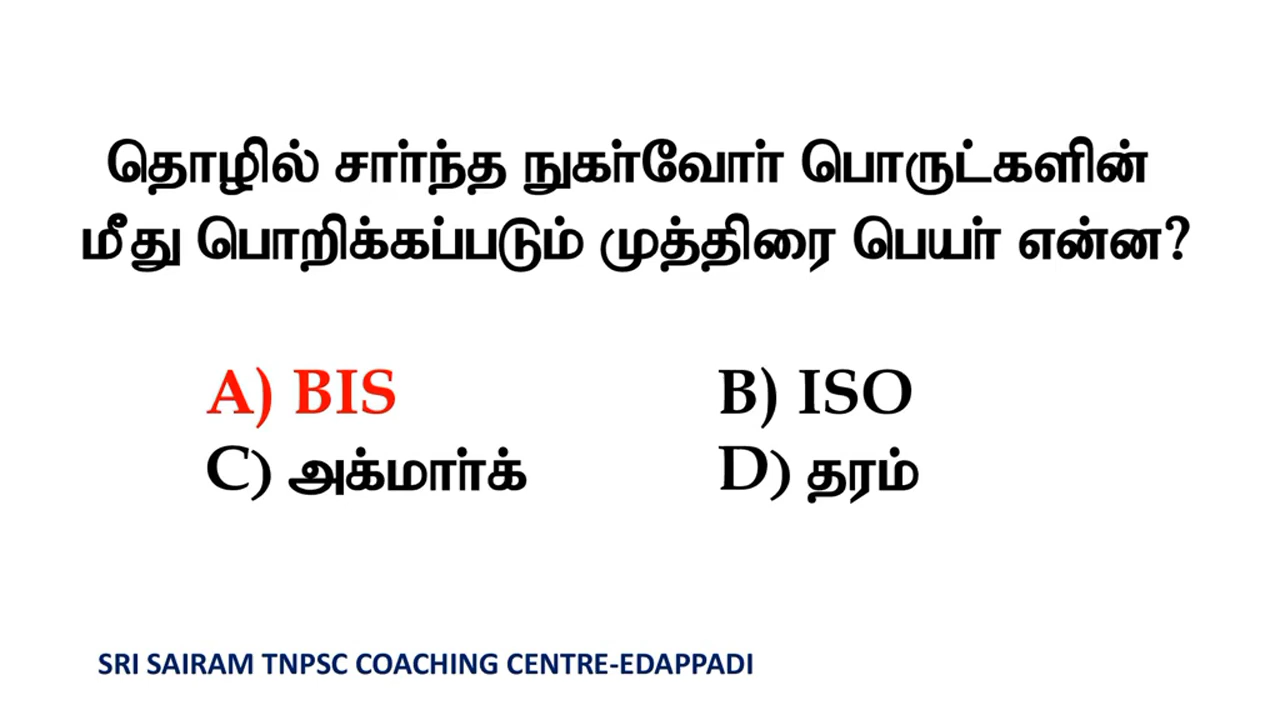 தொழில் சார்ந்த நுகர்வோர் பொருட்களின்
மீது பொறிக்கப்படும் முத்திரை பெயர் என்ன?
A) BIS B) ISO
C) அக்மார்க் D) தரம்
SRI SAIRAM TNPSC COACHING CENTRE-EDAPPADI